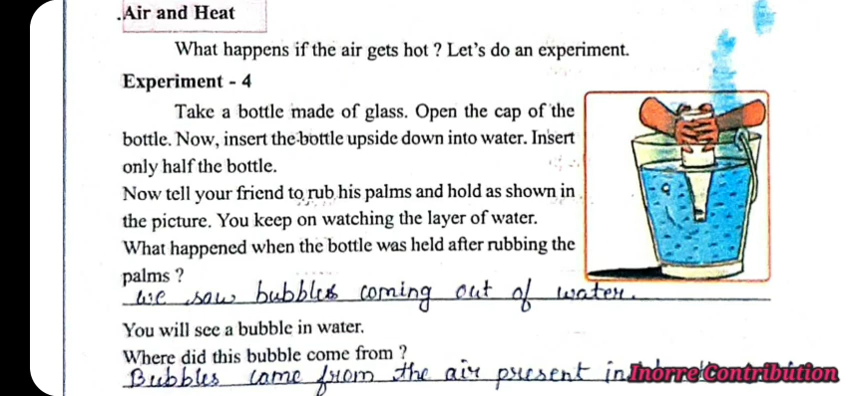 .Air and Heat
What happens if the air gets hot ? Let's do an experiment.
Experiment - 4
Take a bottle made of glass. Open the cap of the
bottle. Now, insert the bottle upside down into water. Insert
only half the bottle.
Now tell your friend to rub his palms and hold as shown in
the picture. You keep on watching the layer of water.
What happened when the bottle was held after rubbing the
palms ?
we saw bubbles coming out of water.
You will see a bubble in water.
Where did this bubble come from ?
Bubbles come from the air present in
Inorre Contribution